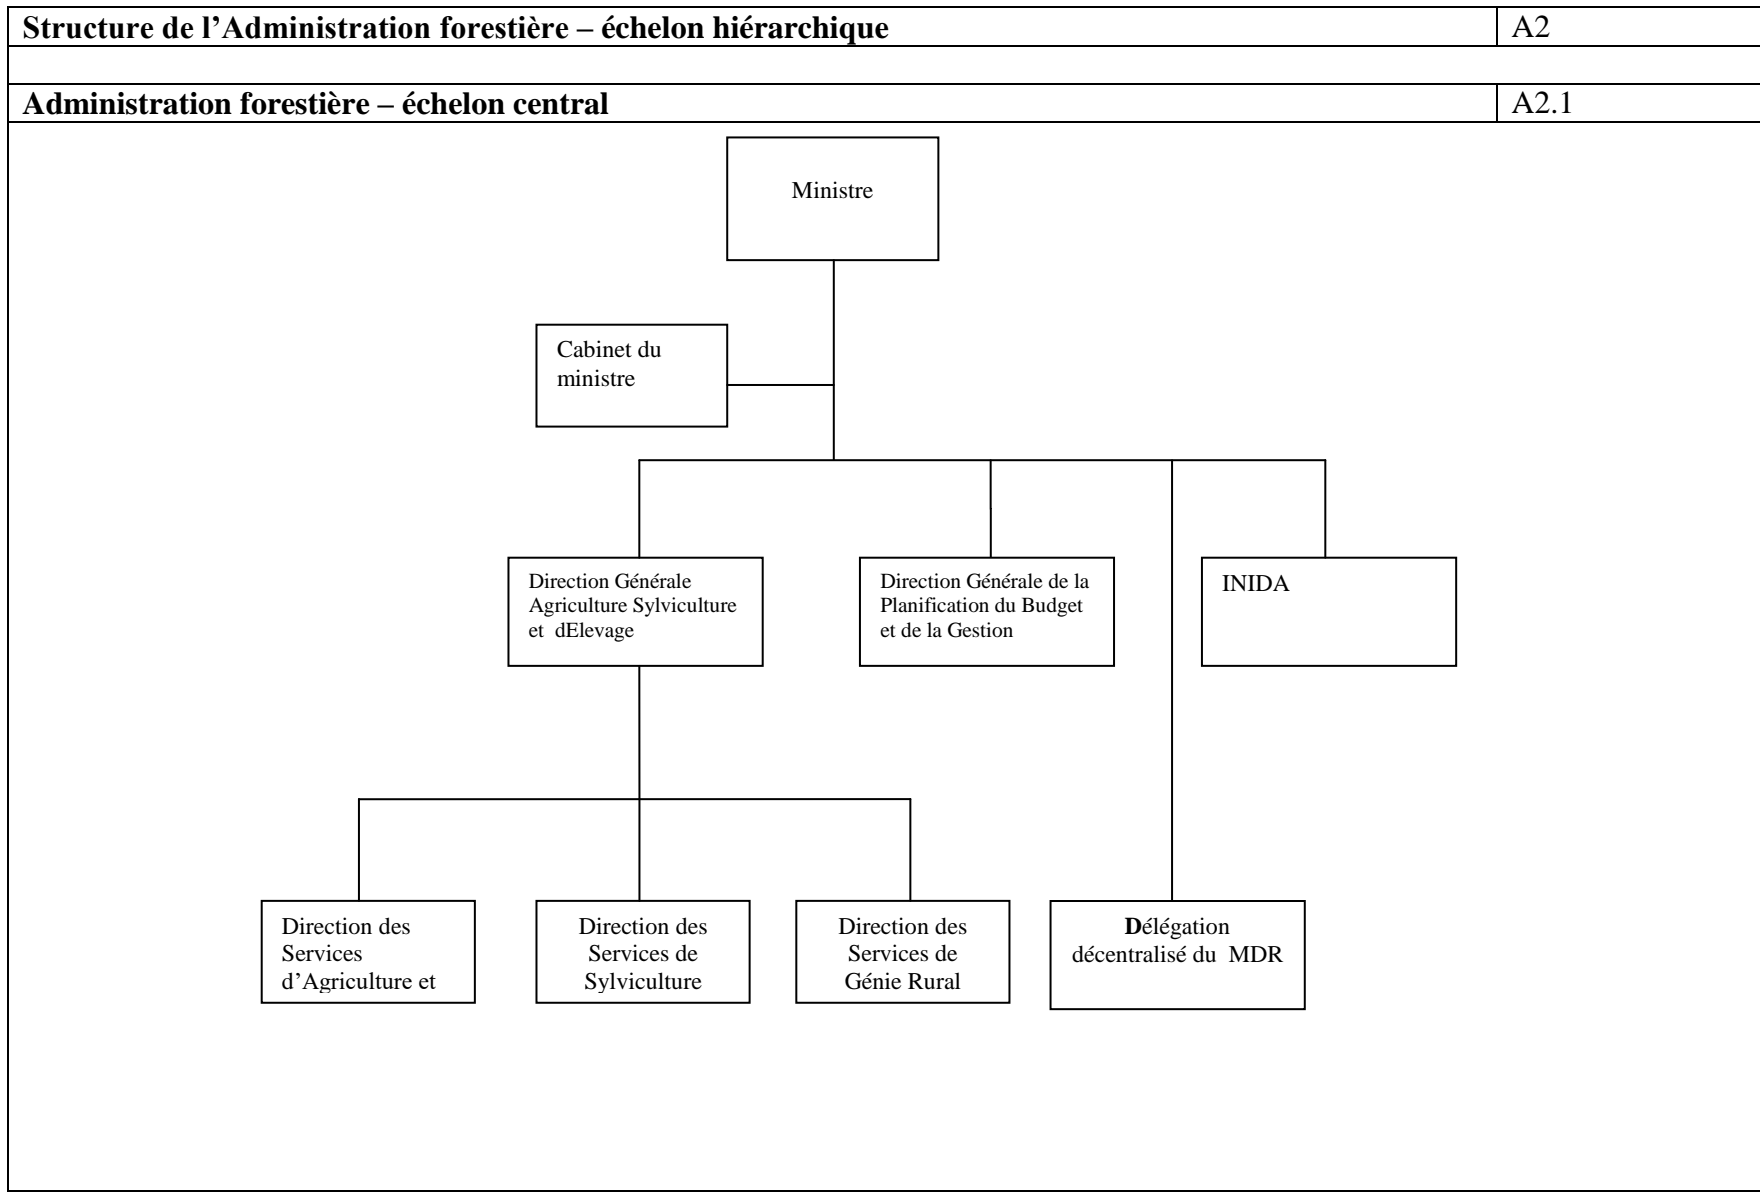 Structure de l’Administration forestière – échelon hiérarchique A2
Administration forestière – échelon central A2.1
Ministre
Cabinet du
ministre
Direction Générale
Agriculture Sylviculture
et dElevage
Direction Générale de la
Planification du Budget
et de la Gestion
INIDA
Direction des
Services
d’Agriculture et
Direction des
Services de
Sylviculture
Direction des
Services de
Génie Rural
Délégation
décentralisé du MDR